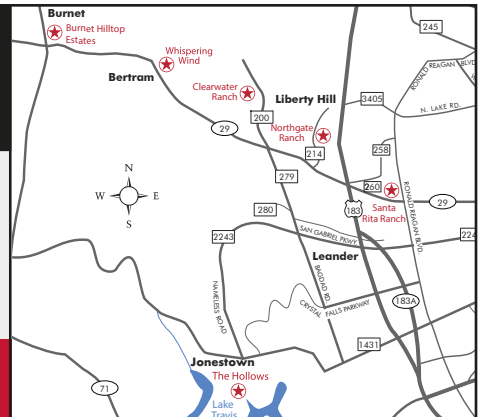 Burnet
Burnet Hilltop
Estates
245
Whispering
Wind
RONALD REAGAN BLVD
Bertram
Clearwater
Ranch
Liberty Hill
3405
N. LAKE RD.
200
29
Northgate
Ranch
214
258
279
260
N
W
E
S
280
183
Santa
Rita Ranch
29
RONALD REAGAN BLVD
2243
SAN GABRIEL PKWY
224
Leander
BAGDAD RD.
NAMELESS ROAD
CRYSTAL FALLS PARKWAY
183A
1431
Jonestown
The Hollows
71
Lake
Travis